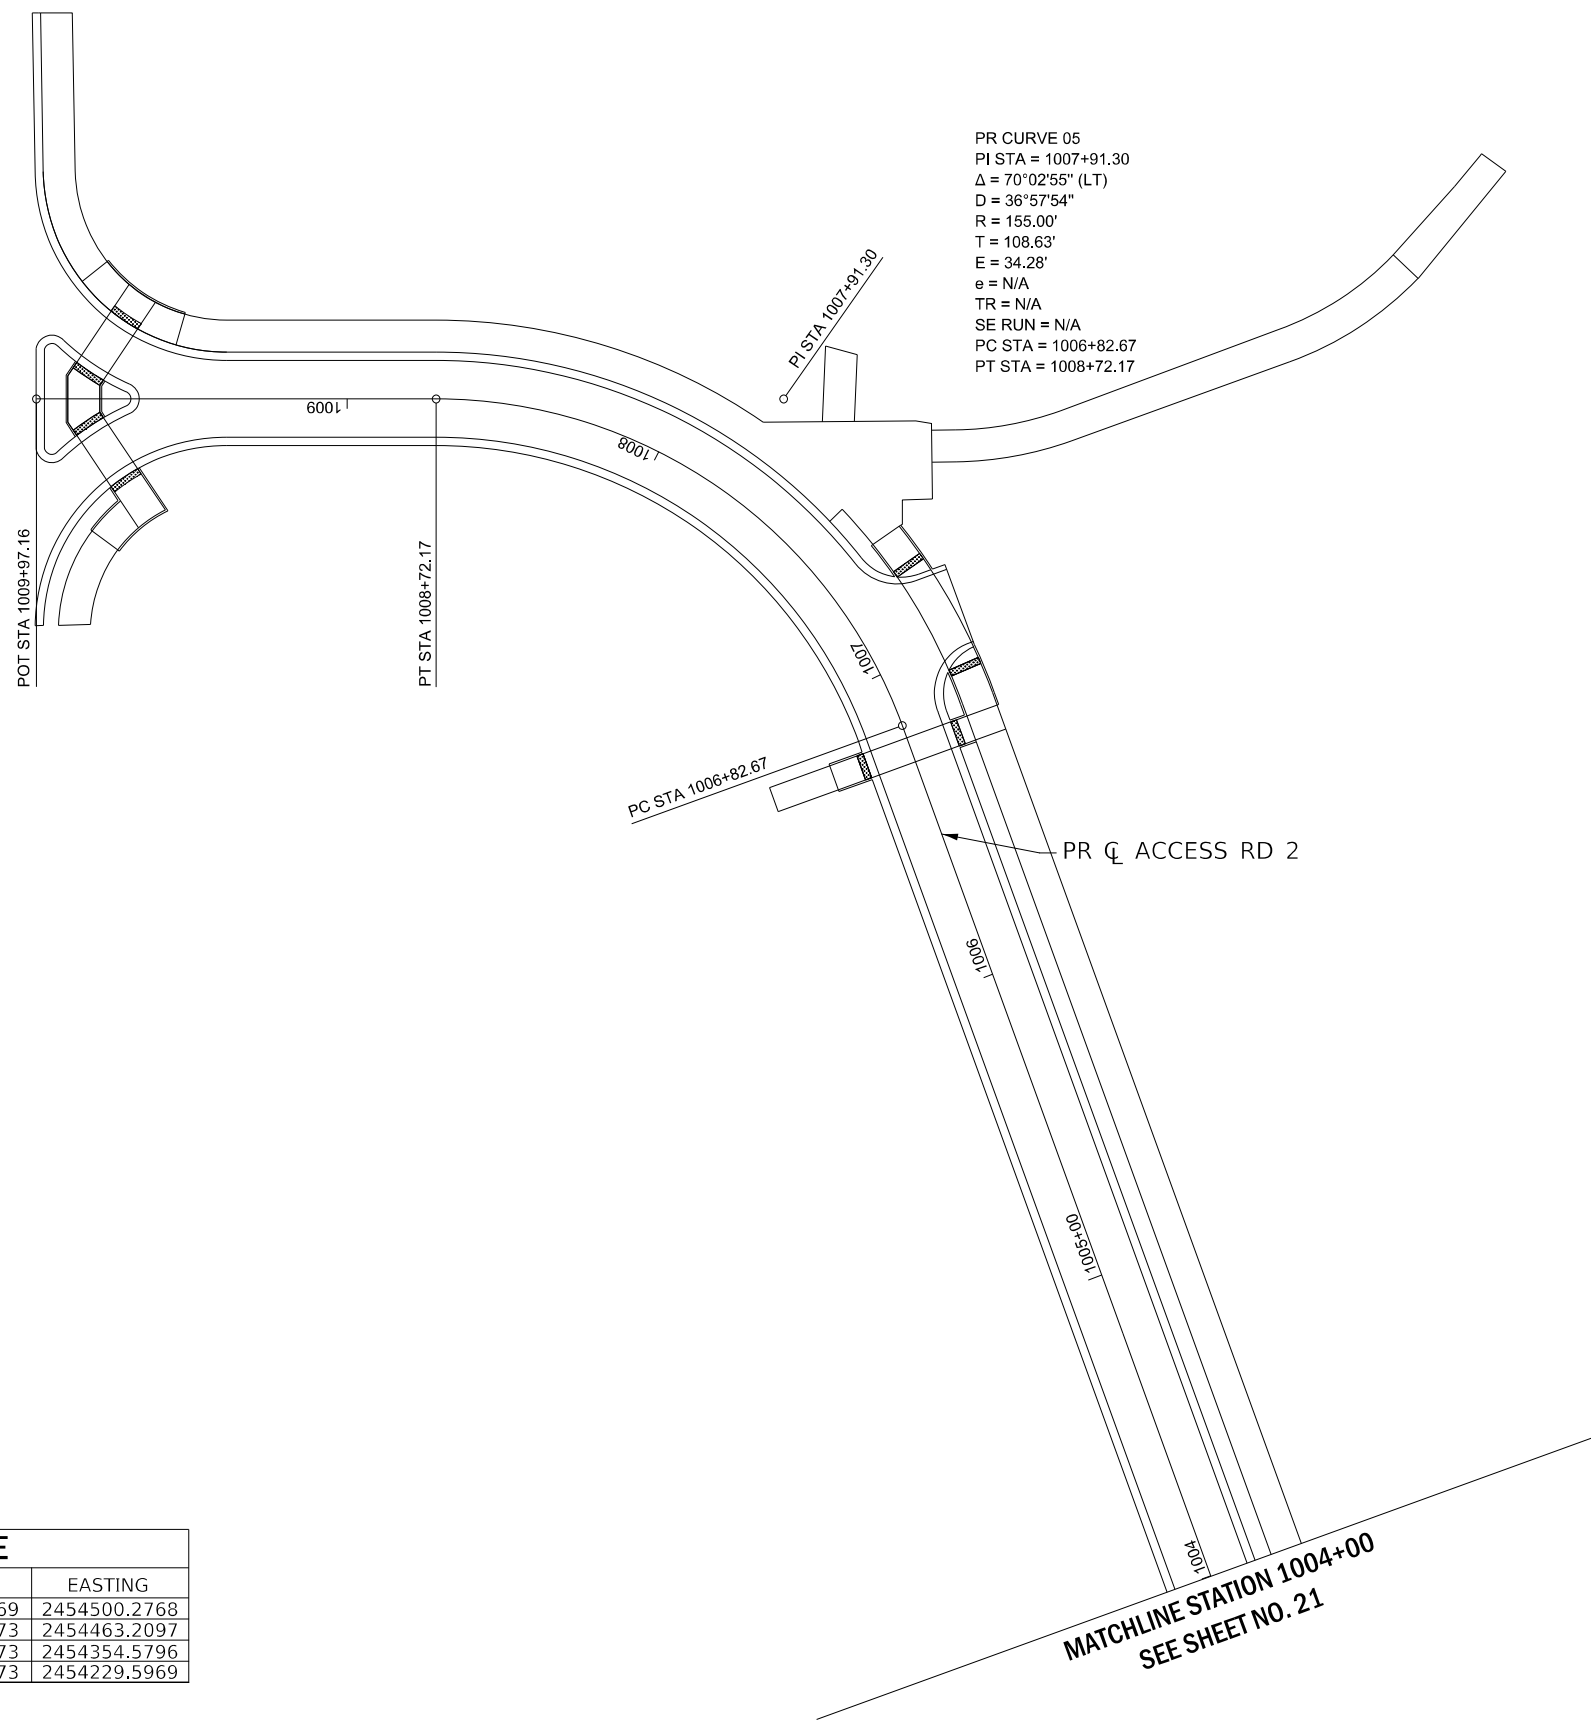 PR CURVE 05
PI STA = 1007+91.30
Δ = 70°02'55" (LT)
D = 36°57'54"
R = 155.00'
T = 108.63'
E = 34.28'
e = N/A
TR = N/A
SE RUN = N/A
PC STA = 1006+82.67
PT STA = 1008+72.17
PI STA 1007+91.30
1009
1008
POT STA 1009+97.16
PT STA 1008+72.17
1007
PC STA 1006+82.67
PR ℄ ACCESS RD 2
1006
1005+00
1004
MATCHLINE STATION 1004+00
SEE SHEET NO. 21
E
EASTING
69 2454500.2768
73 2454463.2097
73 2454354.5796
73 2454229.5969